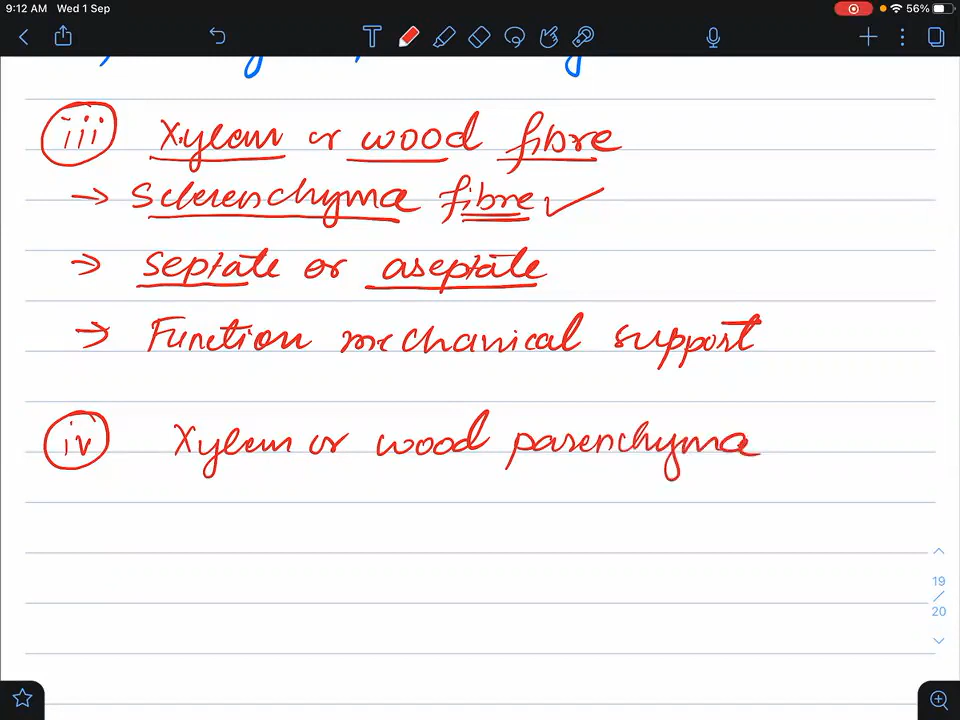 9:12 AM Wed 1 Sep
56%
iii Xylem or wood fibre
→ Sclerenchyma fibre ✓
→ septate or aseptate
→ Function mechanical support
iv Xylem or wood parenchyma
19
/
20